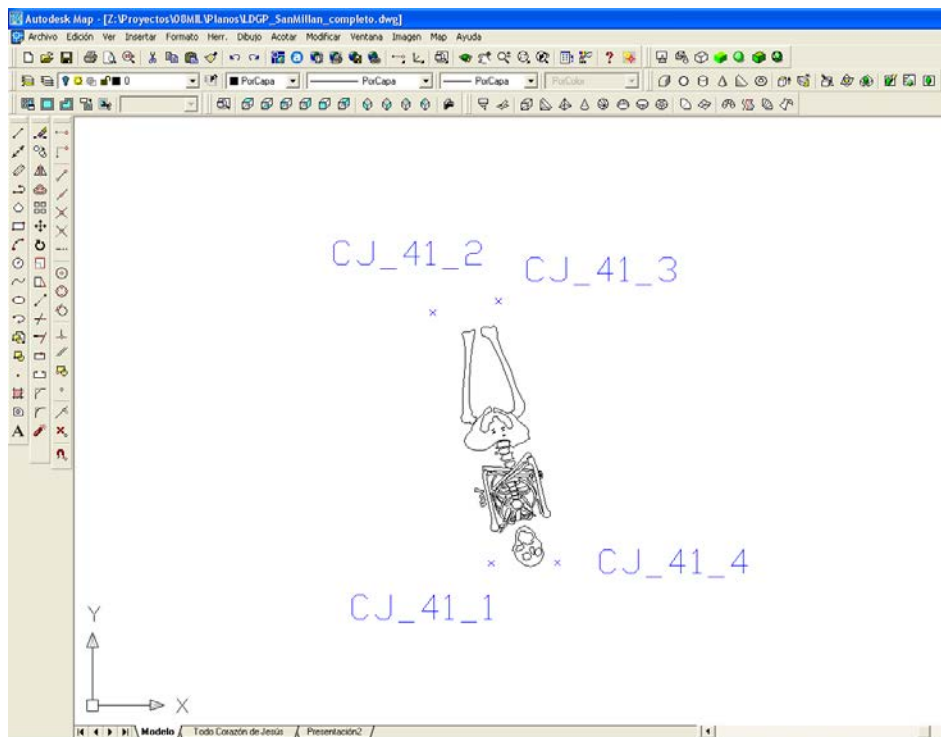 Autodesk Map - [Z:\Proyectos\08MIL\Planos\LDGP_SanMillan_completo.dwg]
Archivo Edición Ver Insertar Formato Herr. Dibujo Acotar Modificar Ventana Imagen Map Ayuda
0 PorCapa PorCapa PorCapa PorColor
CJ_41_2
CJ_41_3
CJ_41_4
CJ_41_1
Y
X
Modelo Todo Corazón de Jesús Presentación2